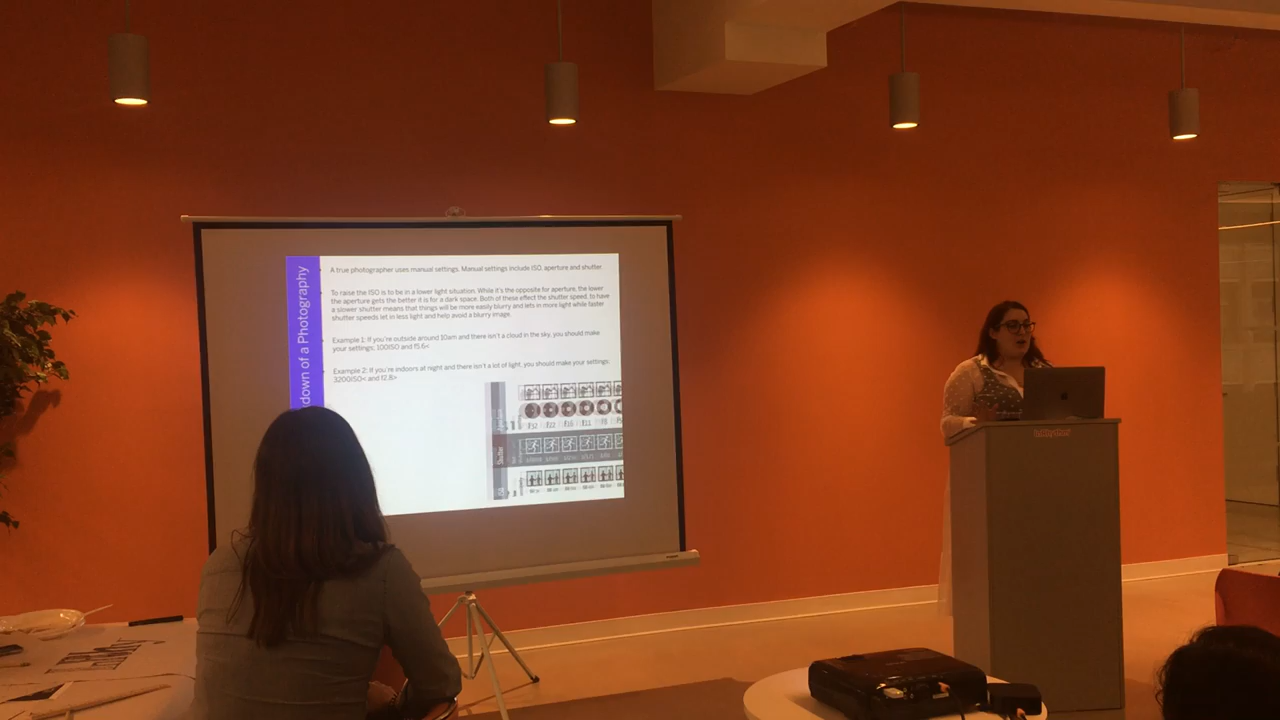 down of a Photography
A true photographer uses manual settings. Manual settings include ISO, aperture and shutter.
To raise the ISO is to be in a lower light situation. While it's the opposite for aperture, the lower
the aperture gets the better it is for a dark space. Both of these effect the shutter speed, to have
a slower shutter means that things will be more easily blurry and lets in more light while faster
shutter speeds let in less light and help avoid a blurry image.
Example 1: If you're outside around 10am and there isn't a cloud in the sky, you should make
your settings: 100ISO and f5.6<
Example 2: If you're indoors at night and there isn't a lot of light, you should make your settings:
3200ISO< and f2.8>
Aperture
F32 F22 F16 F11 F8
Shutter